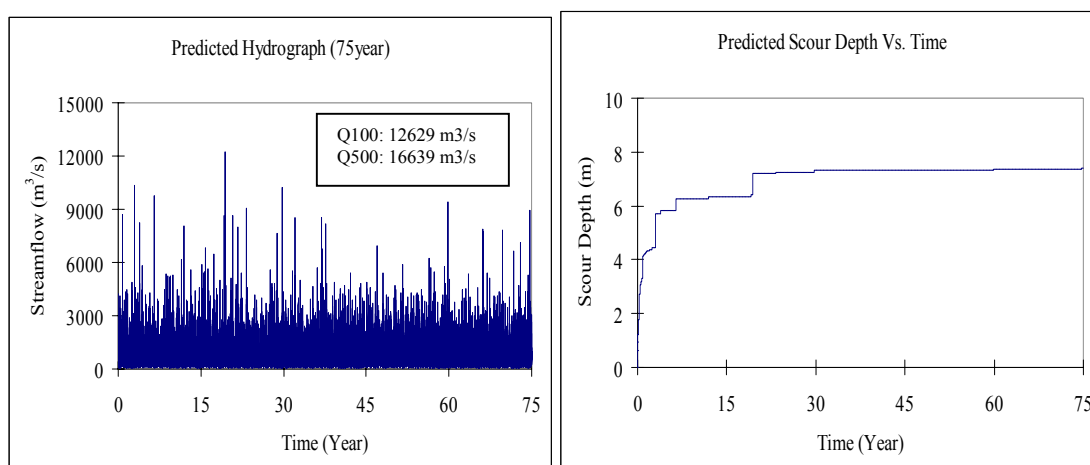 Predicted Hydrograph (75year)
Q100: 12629 m3/s
Q500: 16639 m3/s
Streamflow (m³/s)
15000
12000
9000
6000
3000
0
0 15 30 45 60 75
Time (Year)
Predicted Scour Depth Vs. Time
Scour Depth (m)
10
8
6
4
2
0
0 15 30 45 60 75
Time (Year)